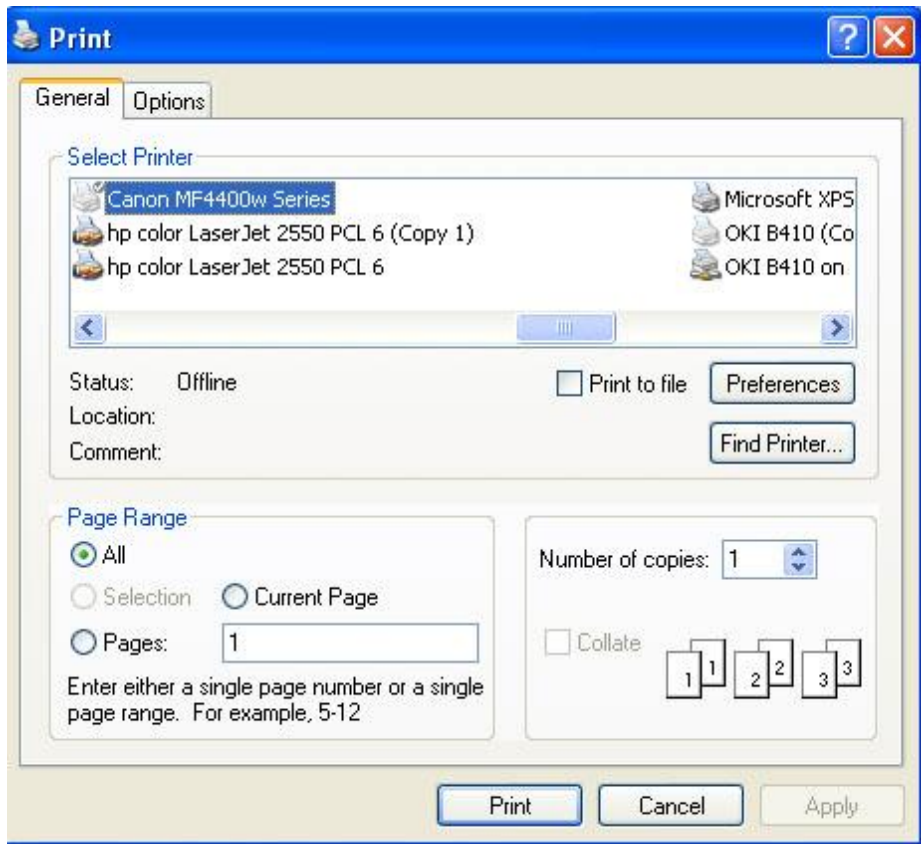 Print
General Options
Select Printer
Canon MF4400w Series Microsoft XPS
hp color LaserJet 2550 PCL 6 (Copy 1) OKI B410 (Co
hp color LaserJet 2550 PCL 6 OKI B410 on
Status: Offline Print to file Preferences
Location:
Comment: Find Printer...
Page Range
All Number of copies: 1
Selection Current Page
Pages: 1 Collate 1 1 2 2 3 3
Enter either a single page number or a single
page range. For example, 5-12
Print Cancel Apply